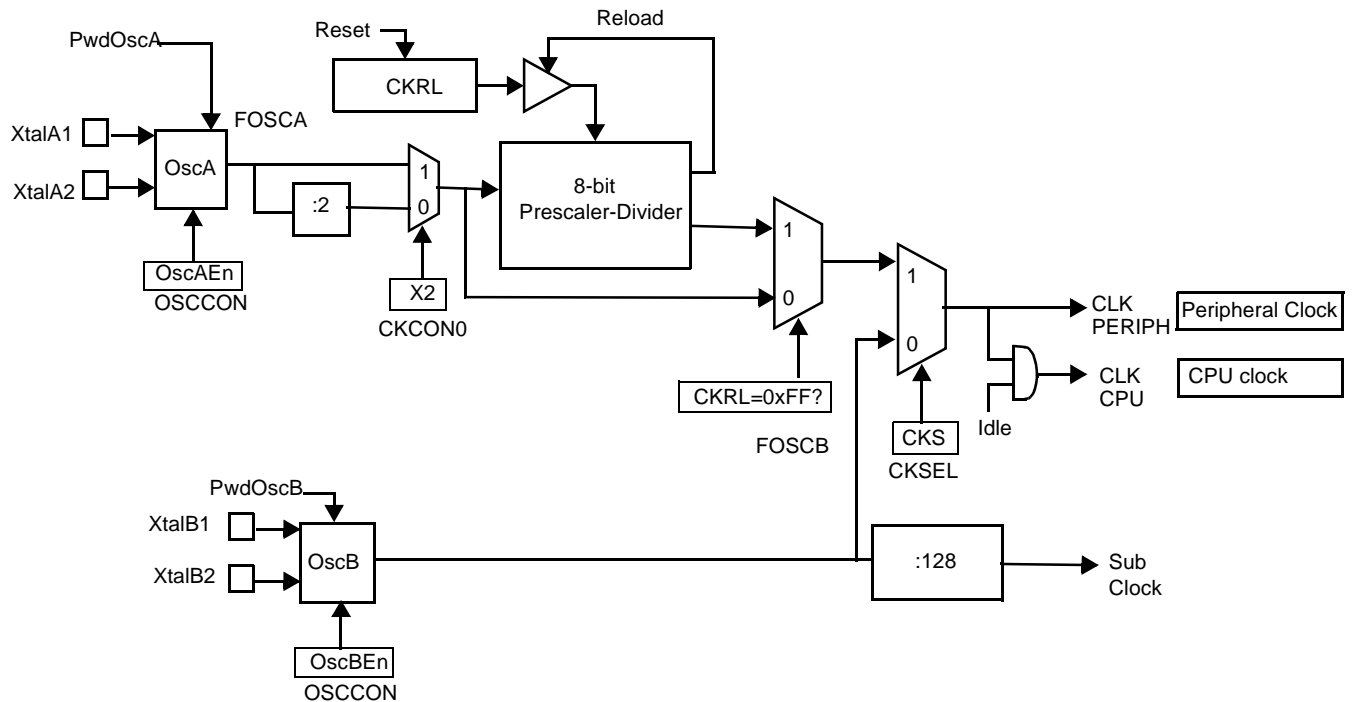 Reload
Reset
PwdOscA
CKRL
FOSCA
XtalA1
OscA
XtalA2
1
0
:2
8-bit
Prescaler-Divider
OscAEn
OSCCON
X2
CKCON0
1
0
1
0
CLK
PERIPH
Peripheral Clock
CLK
CPU
CPU clock
CKRL=0xFF?
Idle
FOSCB
CKS
CKSEL
PwdOscB
XtalB1
OscB
XtalB2
:128
Sub
Clock
OscBEn
OSCCON